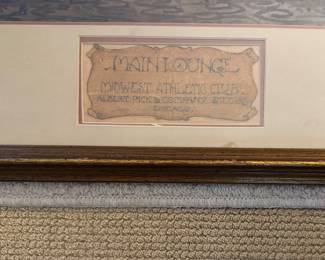 MAIN LOUNGE
MIDWEST ATHLETIC CLUB
ALBERT PICK & COMPANY
CHICAGO